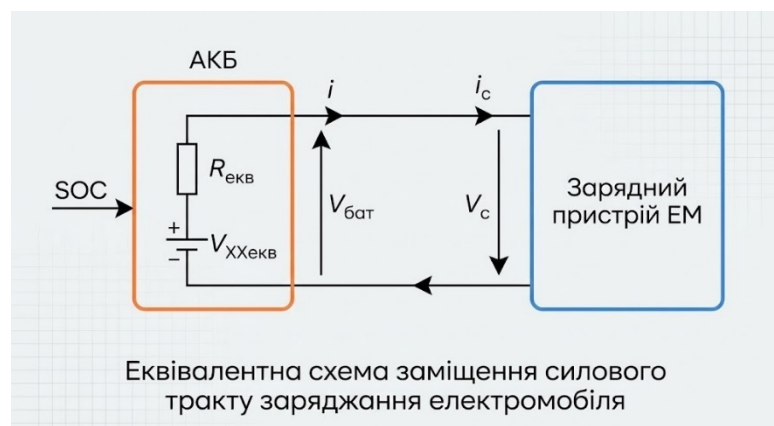 АКБ
i
iс
SOC
Rекв
+
VХХекв
−
Vбат
Vс
Зарядний
пристрій ЕМ
Еквівалентна схема заміщення силового
тракту заряджання електромобіля